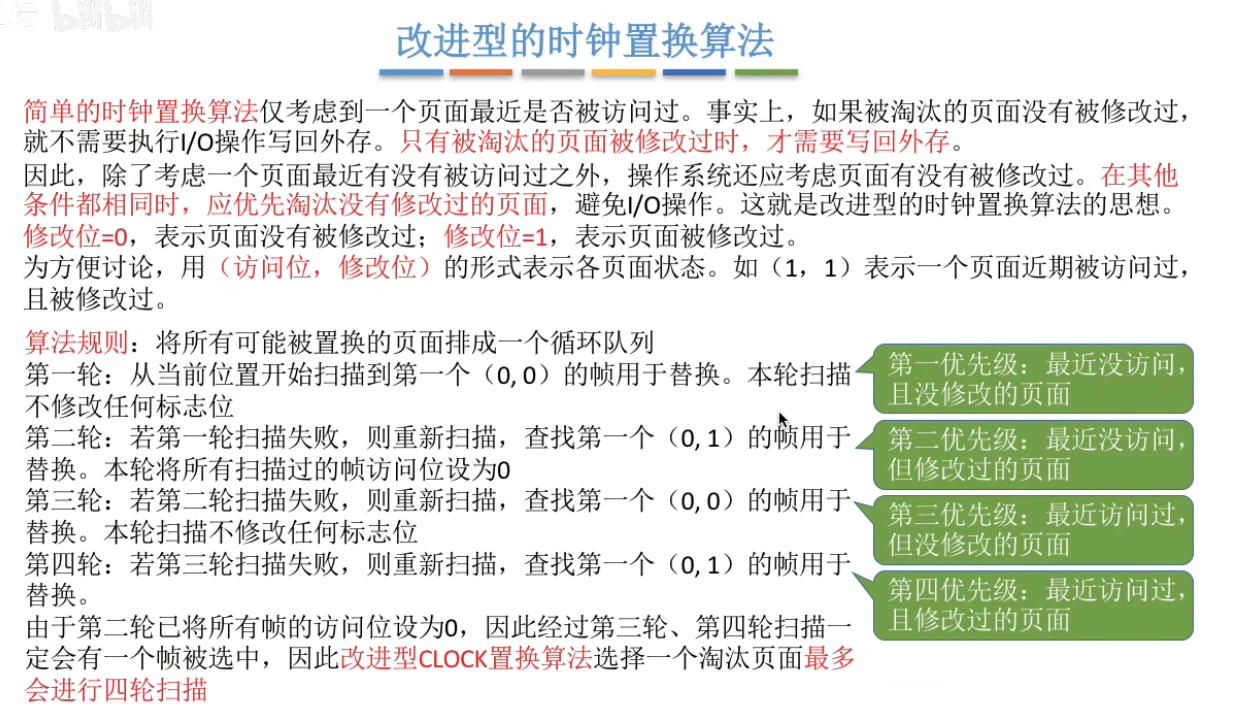 bilibili
改进型的时钟置换算法
简单的时钟置换算法仅考虑到一个页面最近是否被访问过。事实上，如果被淘汰的页面没有被修改过，
就不需要执行I/O操作写回外存。只有被淘汰的页面被修改过时，才需要写回外存。
因此，除了考虑一个页面最近有没有被访问过之外，操作系统还应考虑页面有没有被修改过。在其他
条件都相同时，应优先淘汰没有修改过的页面，避免I/O操作。这就是改进型的时钟置换算法的思想。
修改位=0，表示页面没有被修改过；修改位=1，表示页面被修改过。
为方便讨论，用（访问位，修改位）的形式表示各页面状态。如（1，1）表示一个页面近期被访问过，
且被修改过。
算法规则：将所有可能被置换的页面排成一个循环队列
第一轮：从当前位置开始扫描到第一个（0, 0）的帧用于替换。本轮扫描
不修改任何标志位
第二轮：若第一轮扫描失败，则重新扫描，查找第一个（0, 1）的帧用于
替换。本轮将所有扫描过的帧访问位设为0
第三轮：若第二轮扫描失败，则重新扫描，查找第一个（0, 0）的帧用于
替换。本轮扫描不修改任何标志位
第四轮：若第三轮扫描失败，则重新扫描，查找第一个（0, 1）的帧用于
替换。
由于第二轮已将所有帧的访问位设为0，因此经过第三轮、第四轮扫描一
定会有一个帧被选中，因此改进型CLOCK置换算法选择一个淘汰页面最多
会进行四轮扫描
第一优先级：最近没访问，
且没修改的页面
第二优先级：最近没访问，
但修改过的页面
第三优先级：最近访问过，
但没修改的页面
第四优先级：最近访问过，
且修改过的页面